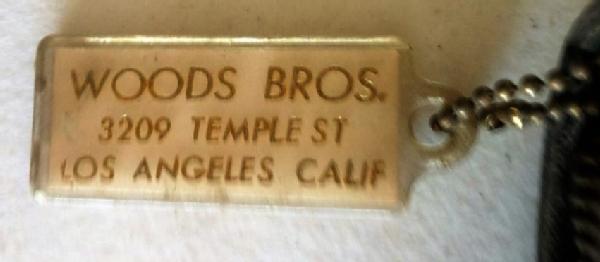 WOODS BROS.
3209 TEMPLE ST
LOS ANGELES CALIF